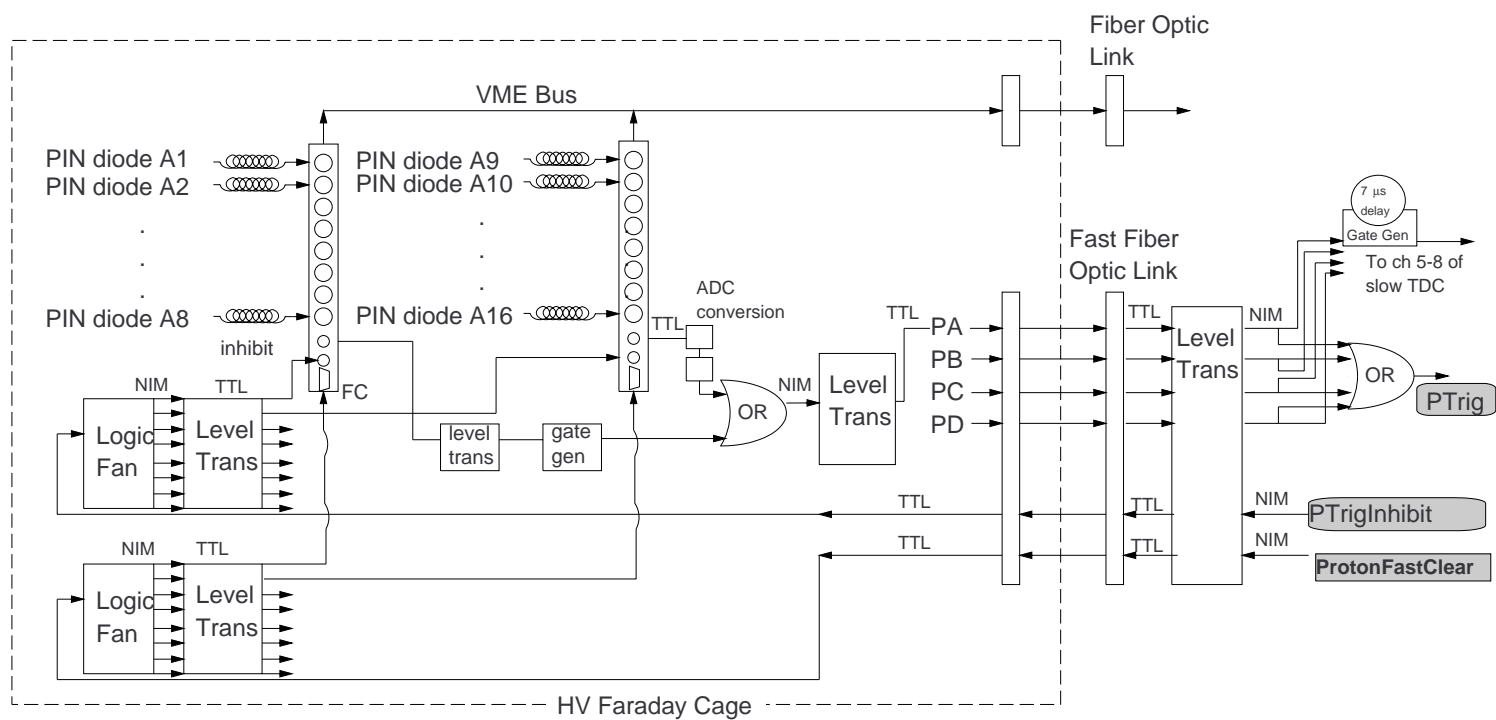 Fiber Optic
Link
VME Bus
PIN diode A1
PIN diode A2
.
.
.
PIN diode A8
inhibit
PIN diode A9
PIN diode A10
.
.
.
PIN diode A16
7 μs
delay
Gate Gen
To ch 5-8 of
slow TDC
Fast Fiber
Optic Link
ADC
conversion
TTL
TTL
PA
PB
PC
PD
TTL
Level
Trans
NIM
OR
PTrig
NIM
TTL
FC
Logic
Fan
Level
Trans
level
trans
gate
gen
OR
NIM
Level
Trans
TTL
TTL
NIM
PTrigInhibit
TTL
TTL
NIM
ProtonFastClear
NIM
TTL
Logic
Fan
Level
Trans
HV Faraday Cage